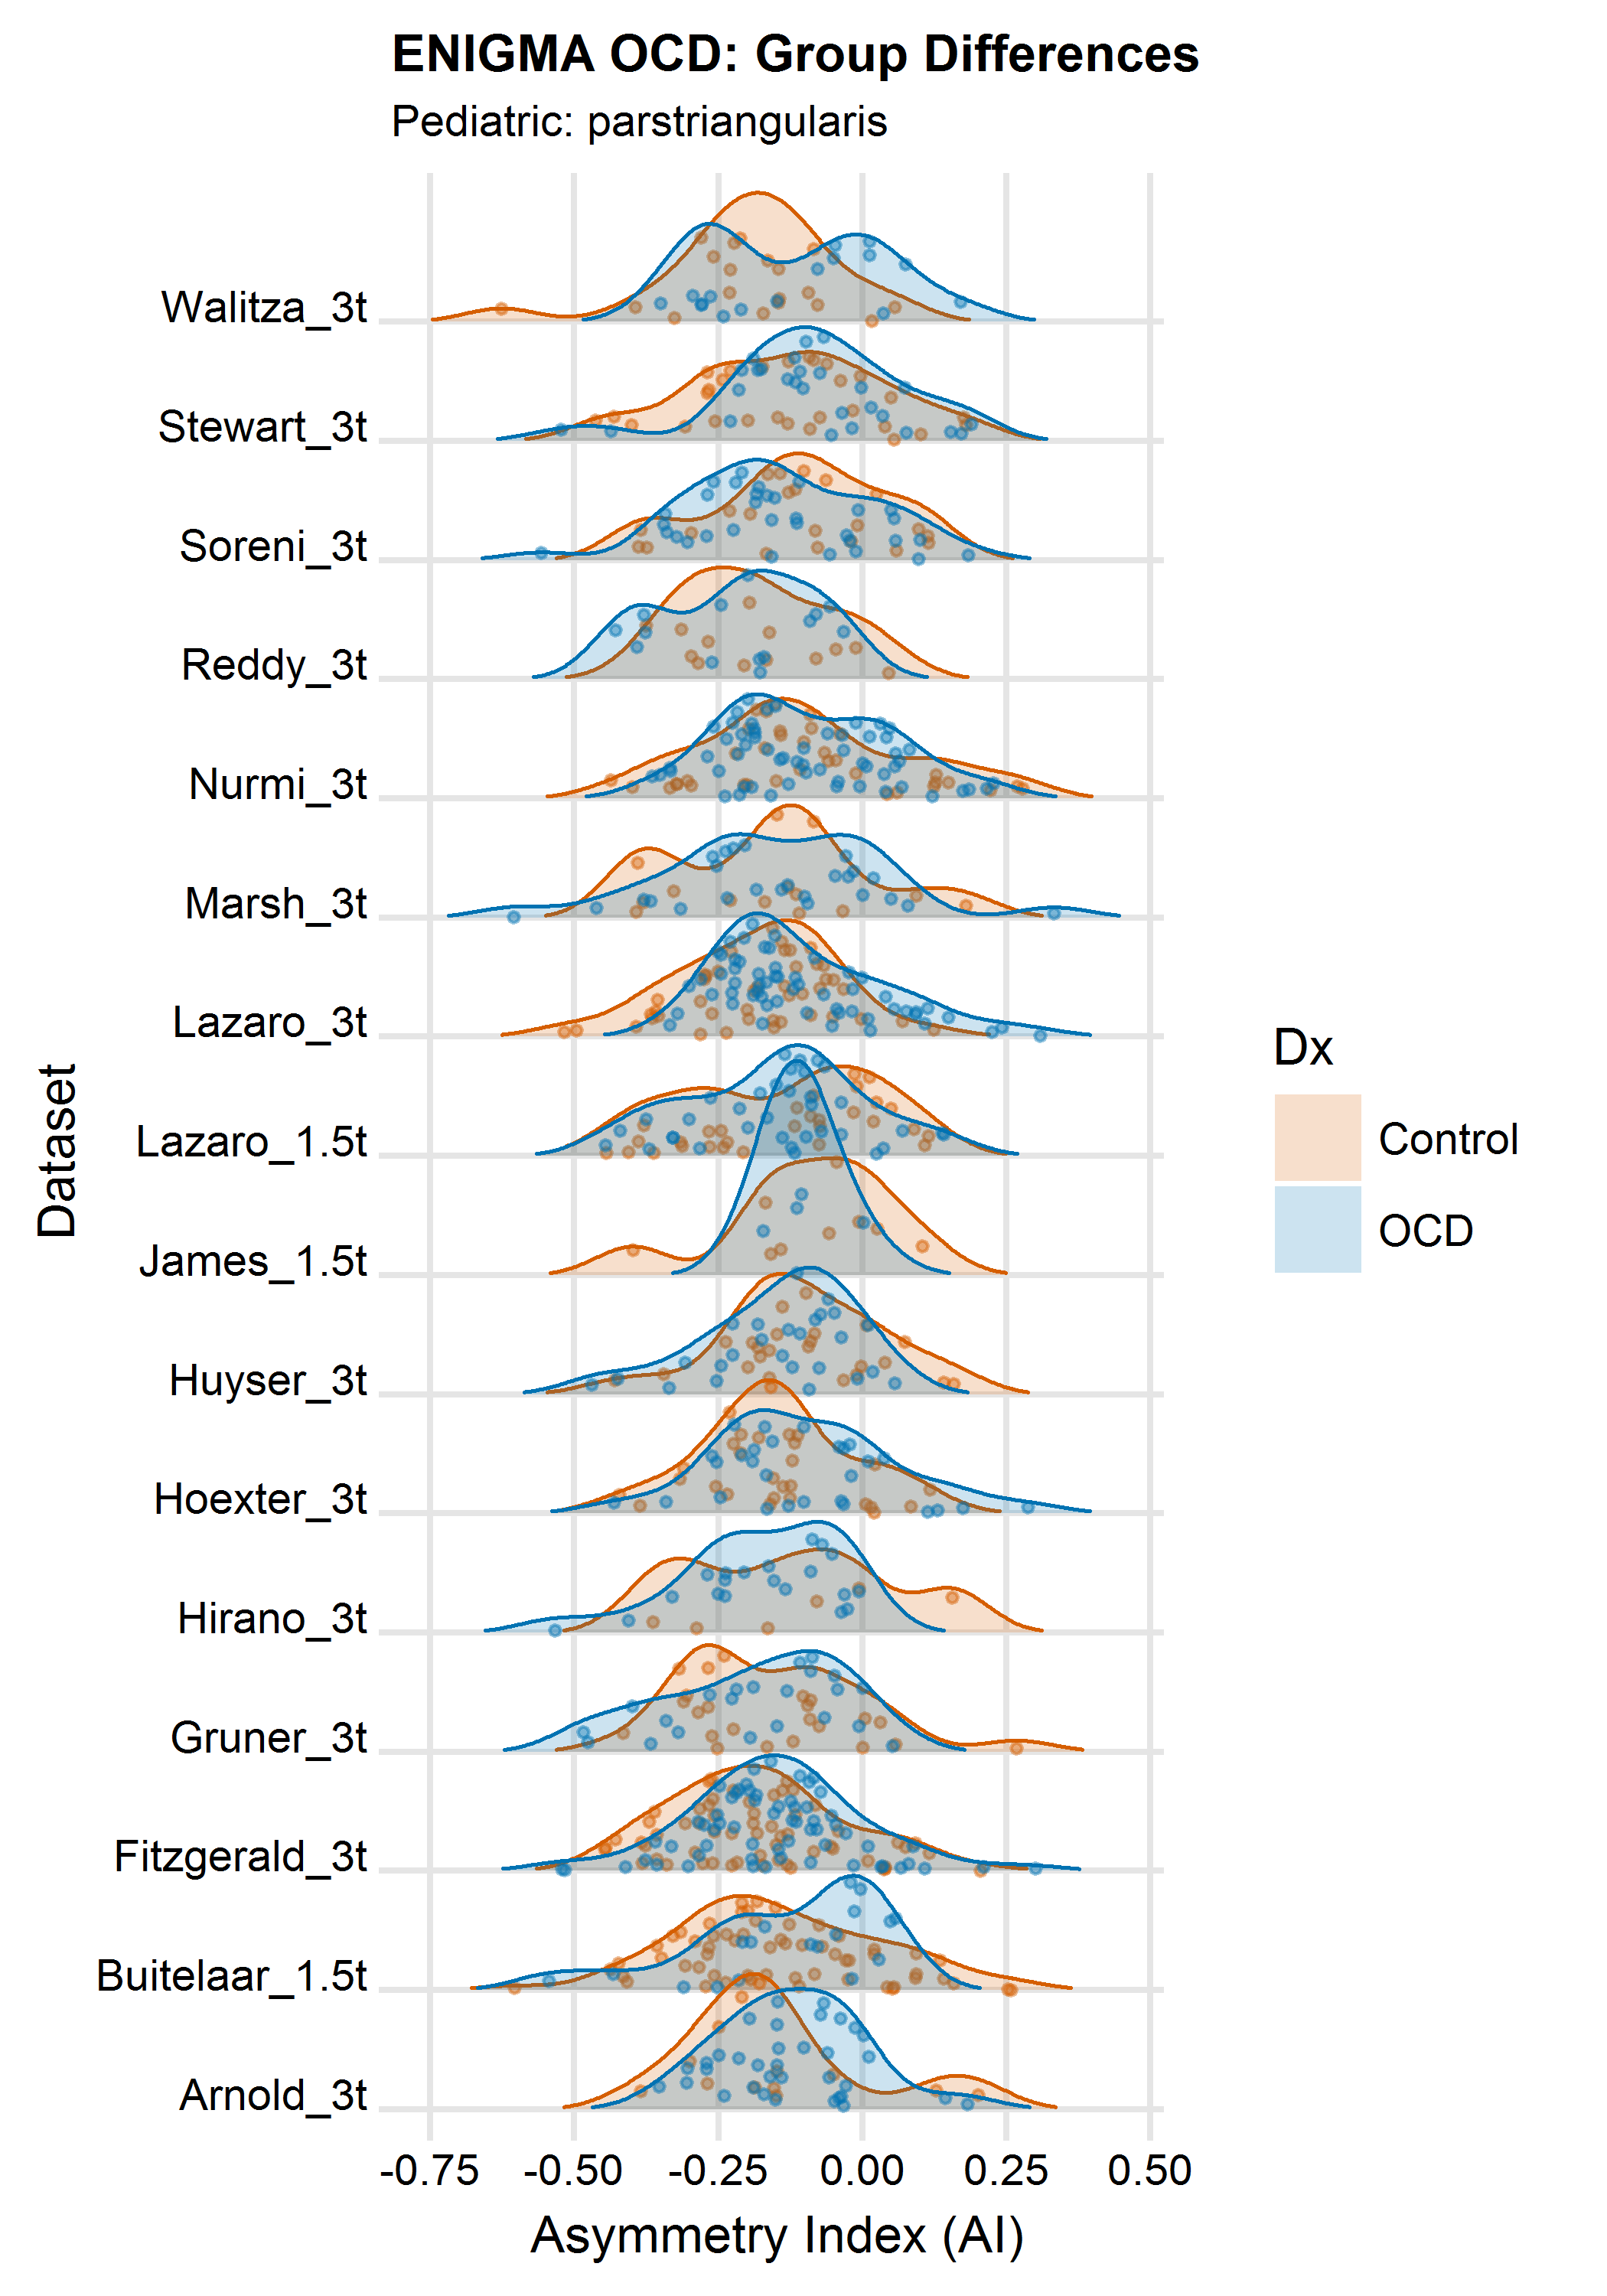 ENIGMA OCD: Group Differences
Pediatric: parstriangularis
Walitza_3t
Stewart_3t
Soreni_3t
Reddy_3t
Nurmi_3t
Marsh_3t
Lazaro_3t
Lazaro_1.5t
James_1.5t
Huyser_3t
Hoexter_3t
Hirano_3t
Gruner_3t
Fitzgerald_3t
Buitelaar_1.5t
Arnold_3t
Dataset
-0.75 -0.50 -0.25 0.00 0.25 0.50
Asymmetry Index (AI)
Dx
Control
OCD